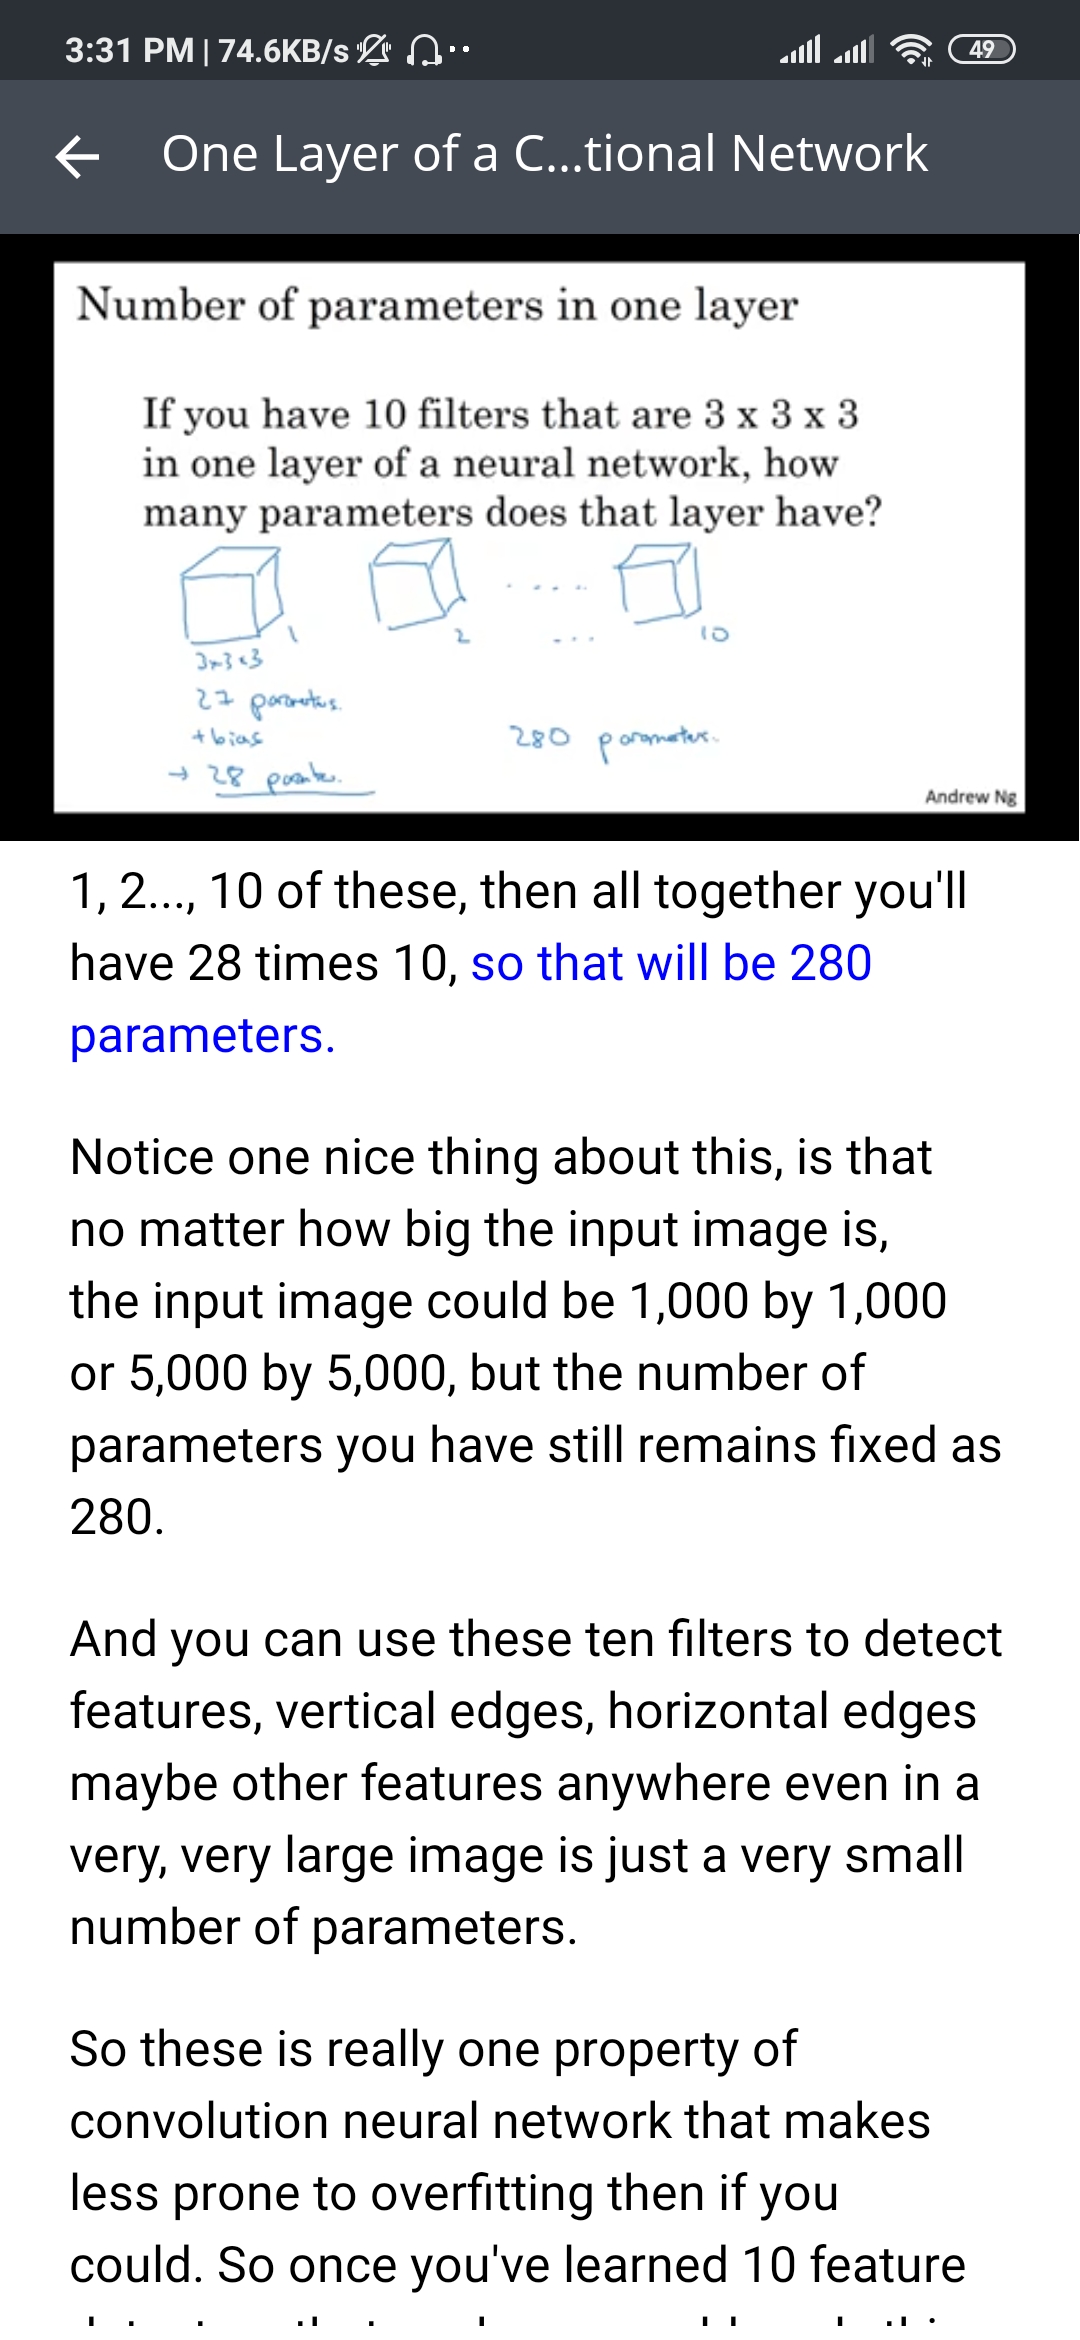 3:31 PM | 74.6KB/s
49
One Layer of a C...tional Network
Number of parameters in one layer
If you have 10 filters that are 3 x 3 x 3
in one layer of a neural network, how
many parameters does that layer have?
1
2
10
3x3x3
27 parameters.
+ bias
280 parameters.
→ 28
Andrew Ng
1, 2..., 10 of these, then all together you'll
have 28 times 10, so that will be 280
parameters.
Notice one nice thing about this, is that
no matter how big the input image is,
the input image could be 1,000 by 1,000
or 5,000 by 5,000, but the number of
parameters you have still remains fixed as
280.
And you can use these ten filters to detect
features, vertical edges, horizontal edges
maybe other features anywhere even in a
very, very large image is just a very small
number of parameters.
So these is really one property of
convolution neural network that makes
less prone to overfitting then if you
could. So once you've learned 10 feature